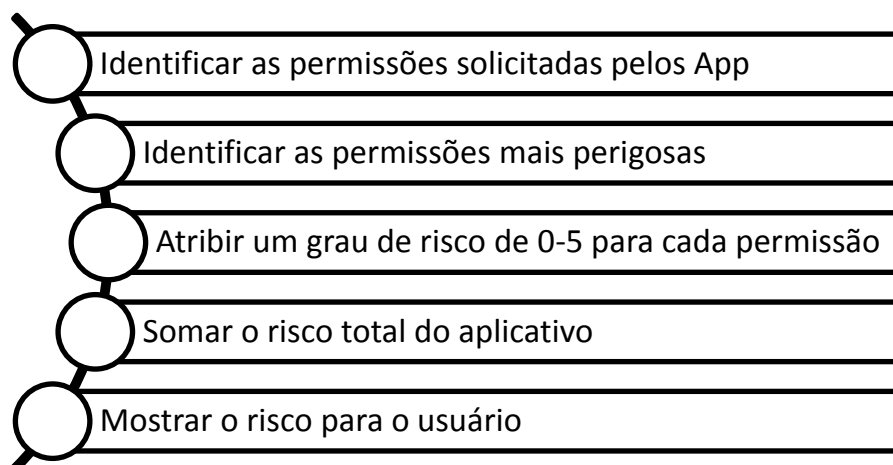 Identificar as permissões solicitadas pelos App
Identificar as permissões mais perigosas
Atribir um grau de risco de 0-5 para cada permissão
Somar o risco total do aplicativo
Mostrar o risco para o usuário